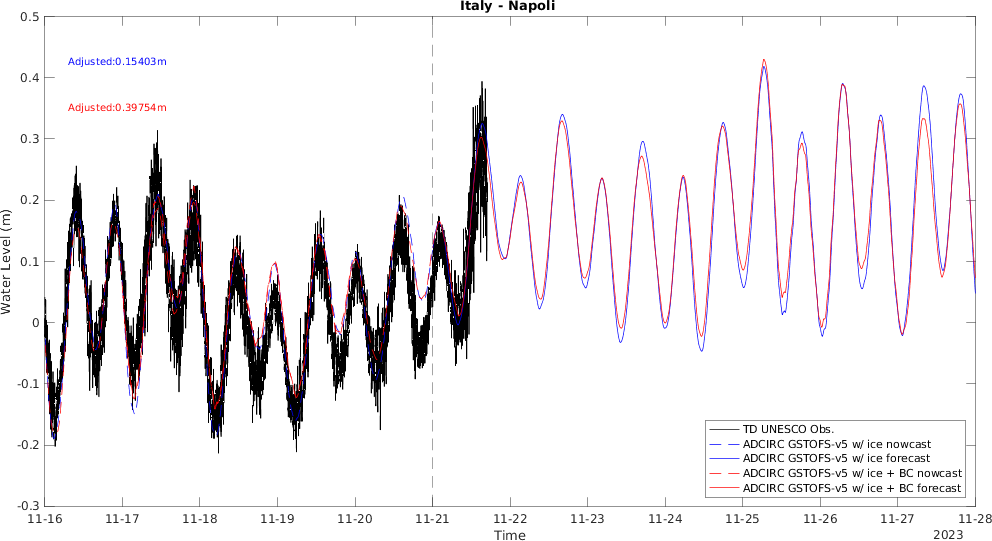 Italy - Napoli
Adjusted:0.15403m
Adjusted:0.39754m
Water Level (m)
0.5
0.4
0.3
0.2
0.1
0
-0.1
-0.2
-0.3
TD UNESCO Obs.
ADCIRC GSTOFS-v5 w/ ice nowcast
ADCIRC GSTOFS-v5 w/ ice forecast
ADCIRC GSTOFS-v5 w/ ice + BC nowcast
ADCIRC GSTOFS-v5 w/ ice + BC forecast
11-16 11-17 11-18 11-19 11-20 11-21 11-22 11-23 11-24 11-25 11-26 11-27 11-28
Time
2023